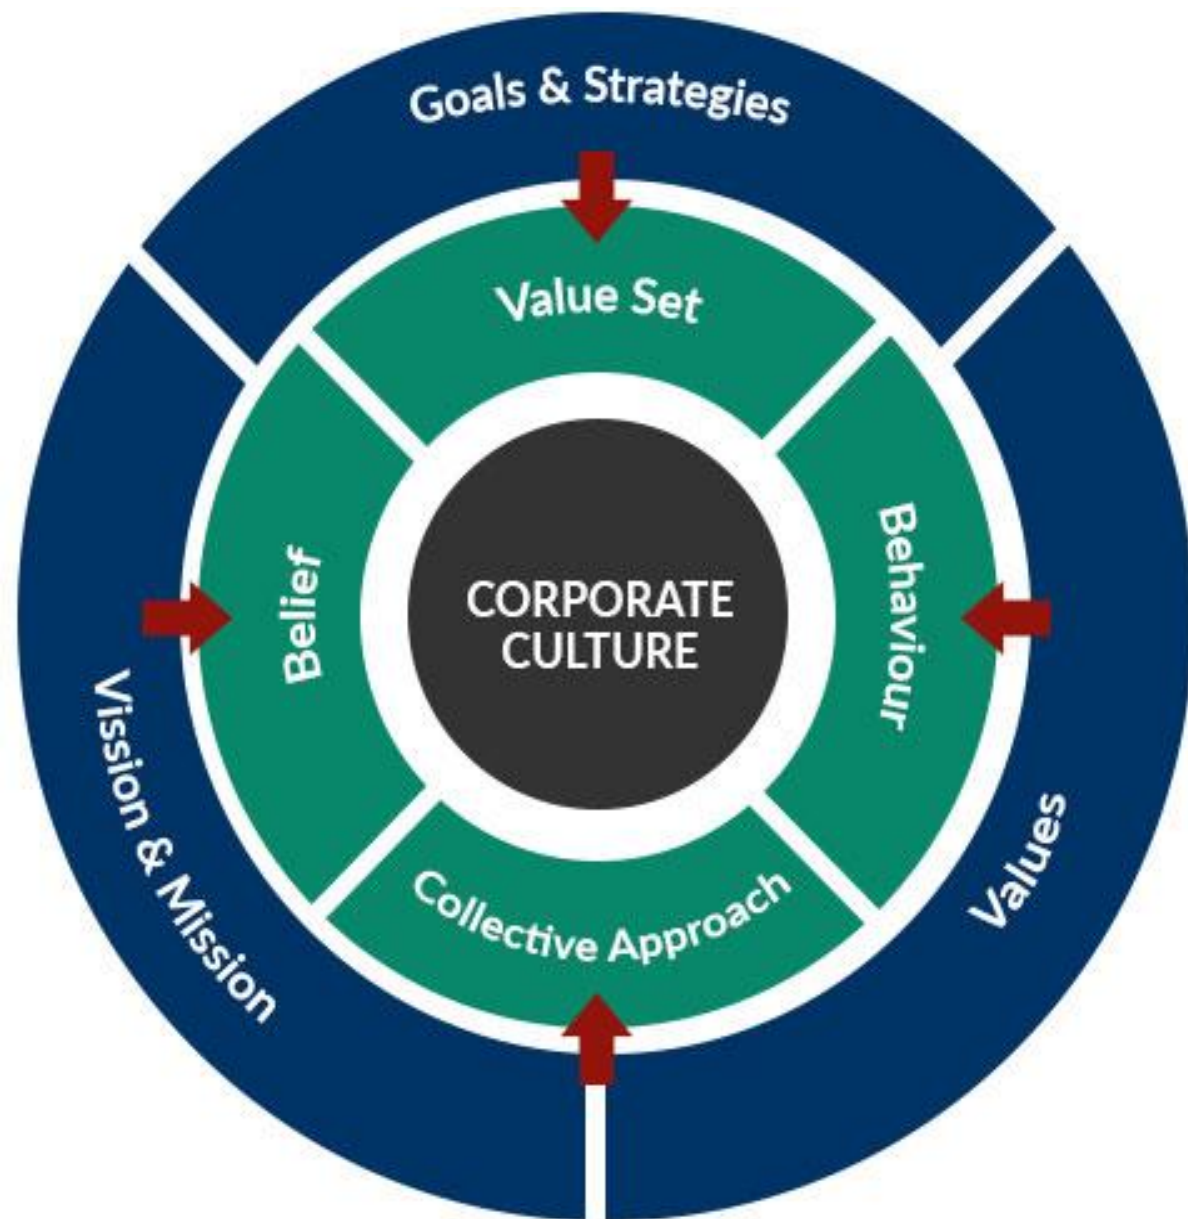 Goals & Strategies
Value Set
Belief
Behaviour
CORPORATE
CULTURE
Collective Approach
Vission & Mission
Values